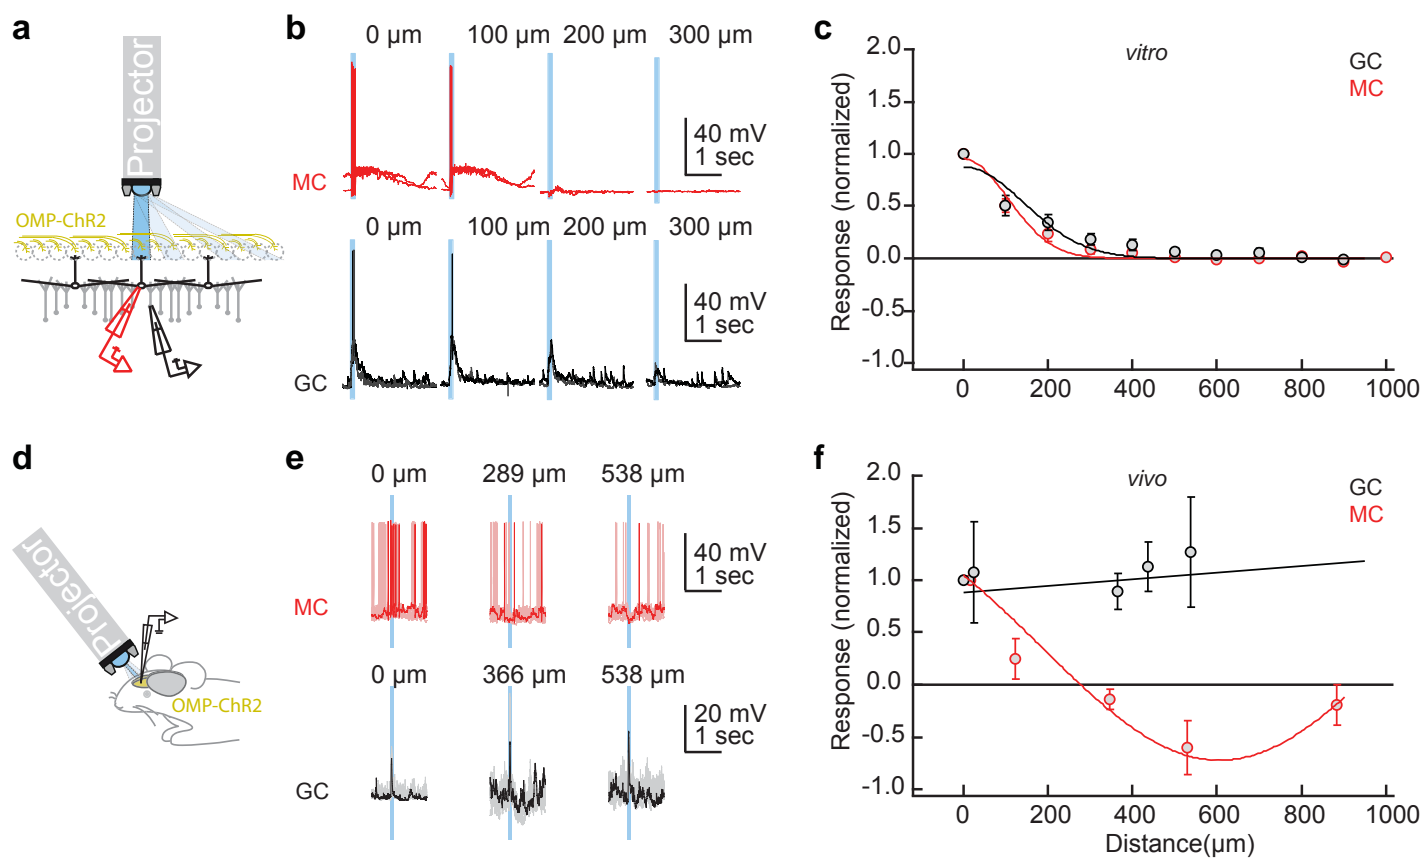 a
Projector
OMP-ChR2
b
0 μm 100 μm 200 μm 300 μm
40 mV
1 sec
MC
0 μm 100 μm 200 μm 300 μm
40 mV
1 sec
GC
c
vitro
GC
MC
Response (normalized)
2.0
1.5
1.0
0.5
0.0
-0.5
-1.0
0 200 400 600 800 1000
d
Projector
OMP-ChR2
e
0 μm 289 μm 538 μm
40 mV
1 sec
MC
0 μm 366 μm 538 μm
20 mV
1 sec
GC
f
vivo
GC
MC
Response (normalized)
2.0
1.5
1.0
0.5
0.0
-0.5
-1.0
0 200 400 600 800 1000
Distance(μm)